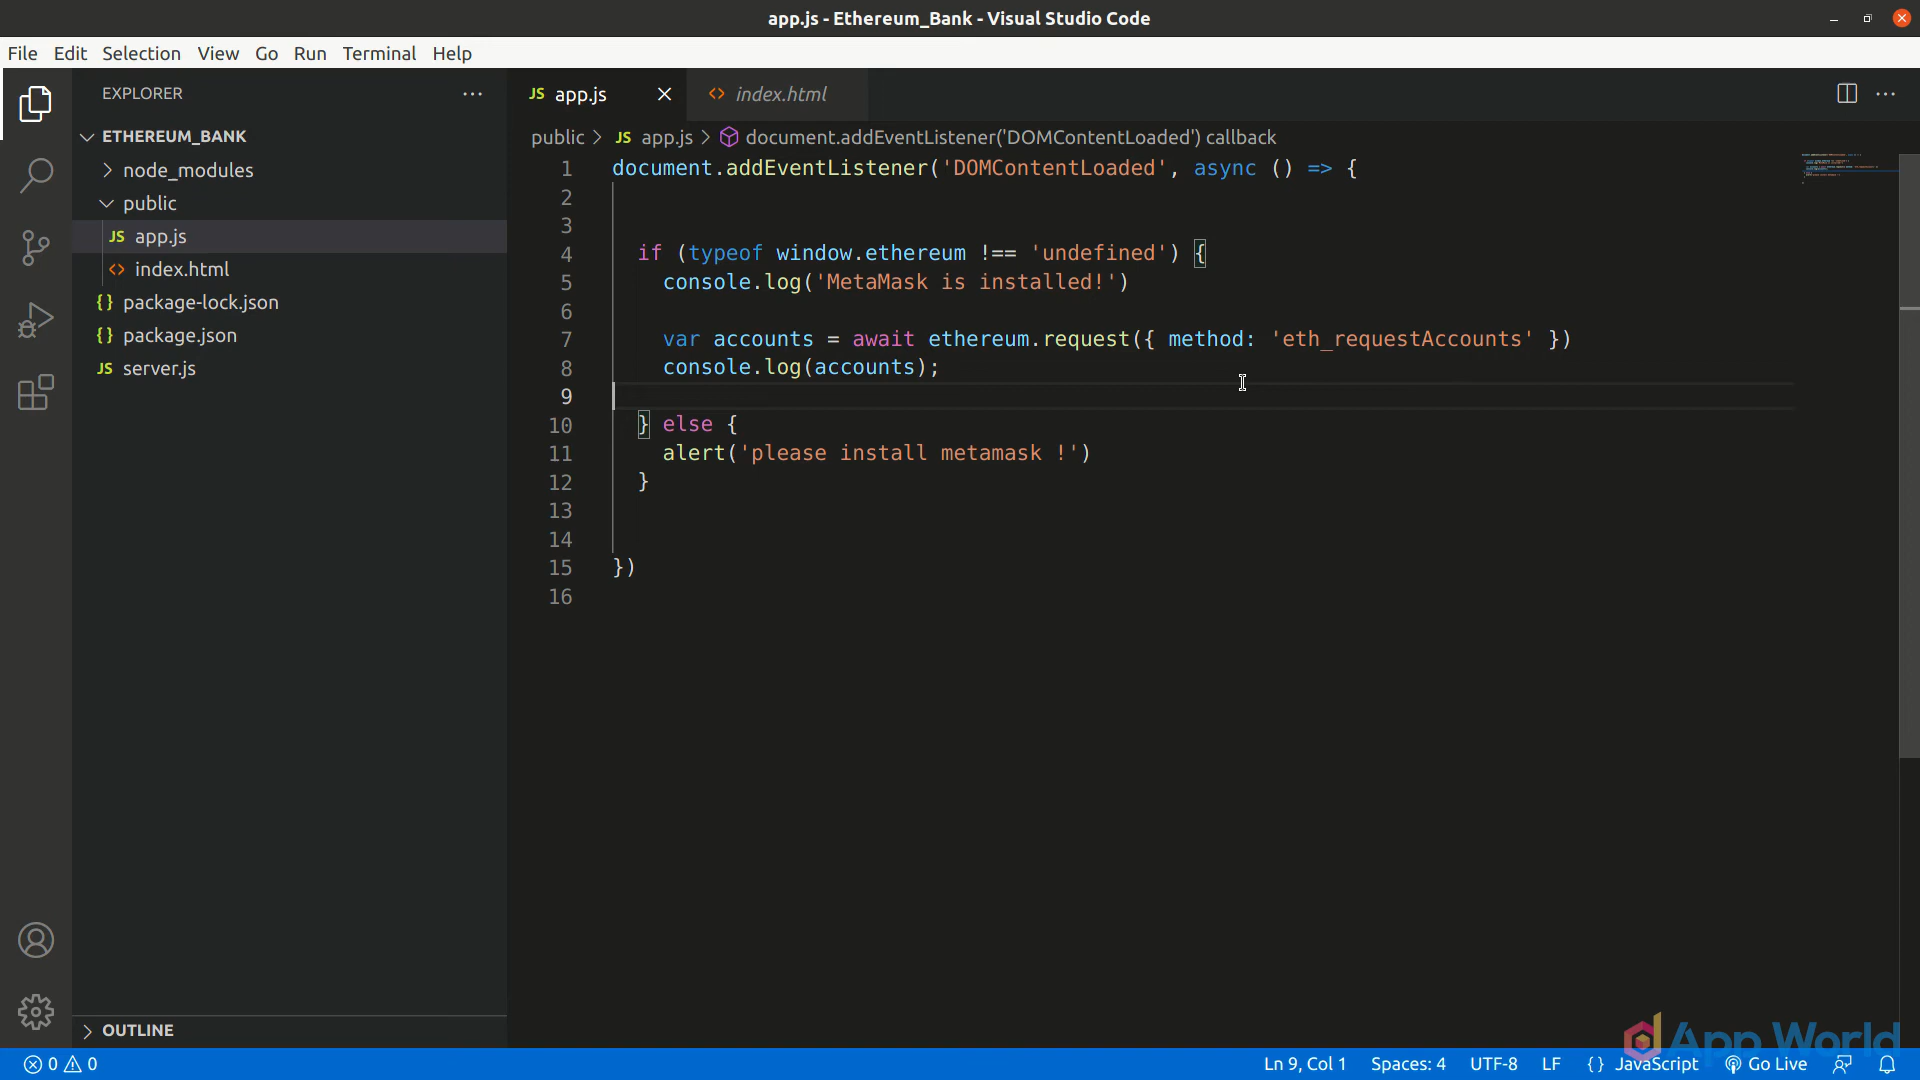 app.js - Ethereum_Bank - Visual Studio Code
File Edit Selection View Go Run Terminal Help
EXPLORER
ETHEREUM_BANK
node_modules
public
JS app.js
<> index.html
{} package-lock.json
{} package.json
JS server.js
OUTLINE
JS app.js
<> index.html
public > JS app.js > document.addEventListener('DOMContentLoaded') callback
1 document.addEventListener('DOMContentLoaded', async () => {
2
3
4 if (typeof window.ethereum !== 'undefined') {
5 console.log('MetaMask is installed!')
6
7 var accounts = await ethereum.request({ method: 'eth_requestAccounts' })
8 console.log(accounts);
9
10 } else {
11 alert('please install metamask !')
12 }
13
14
15 })
16
dApp World
0 0
Ln 9, Col 1 Spaces: 4 UTF-8 LF {} JavaScript Go Live